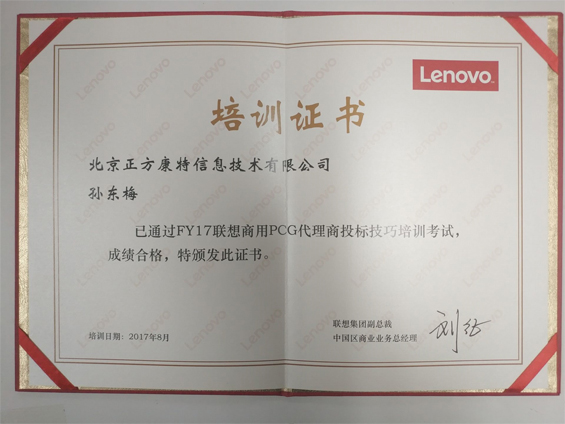 Lenovo
培训证书
北京正方康特信息技术有限公司
孙东梅
已通过FY17联想商用PCG代理商投标技巧培训考试，
成绩合格，特颁发此证书。
联想集团副总裁
中国区商业业务总经理
培训日期：2017年8月